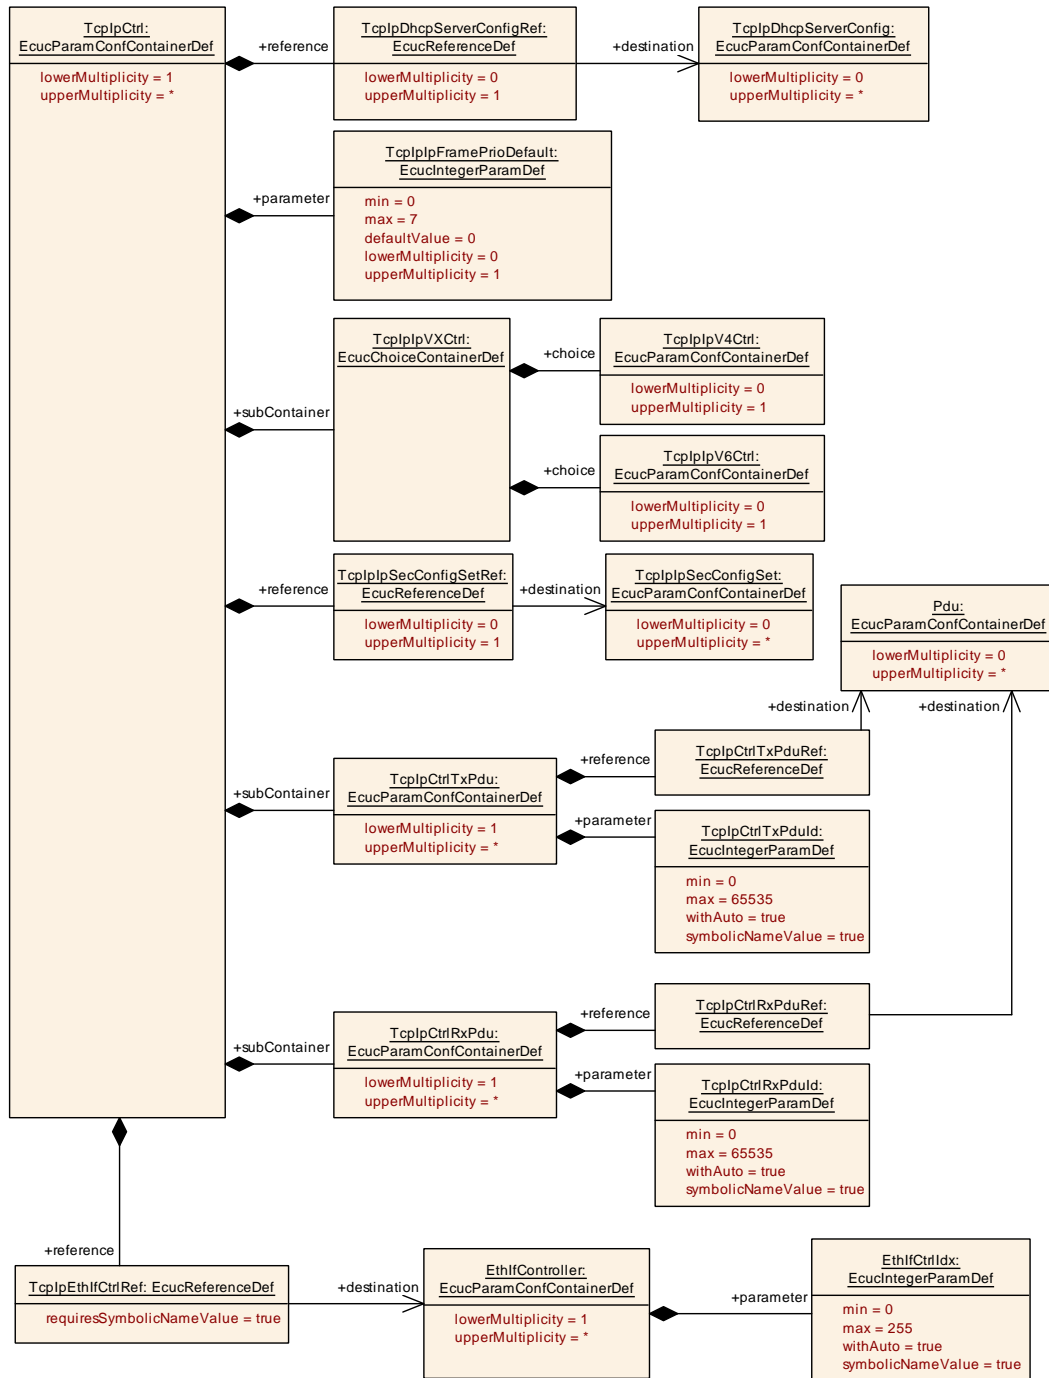 TcpIpCtrl:
EcucParamConfContainerDef
lowerMultiplicity = 1
upperMultiplicity = *
+reference
TcpIpDhcpServerConfigRef:
EcucReferenceDef
lowerMultiplicity = 0
upperMultiplicity = 1
+destination
TcpIpDhcpServerConfig:
EcucParamConfContainerDef
lowerMultiplicity = 0
upperMultiplicity = *
+parameter
TcpIpIpFramePrioDefault:
EcucIntegerParamDef
min = 0
max = 7
defaultValue = 0
lowerMultiplicity = 0
upperMultiplicity = 1
+subContainer
TcpIpIpVXCtrl:
EcucChoiceContainerDef
+choice
TcpIpIpV4Ctrl:
EcucParamConfContainerDef
lowerMultiplicity = 0
upperMultiplicity = 1
+choice
TcpIpIpV6Ctrl:
EcucParamConfContainerDef
lowerMultiplicity = 0
upperMultiplicity = 1
+reference
TcpIpIpSecConfigSetRef:
EcucReferenceDef
lowerMultiplicity = 0
upperMultiplicity = 1
+destination
TcpIpIpSecConfigSet:
EcucParamConfContainerDef
lowerMultiplicity = 0
upperMultiplicity = *
Pdu:
EcucParamConfContainerDef
lowerMultiplicity = 0
upperMultiplicity = *
+destination
+destination
+subContainer
TcpIpCtrlTxPdu:
EcucParamConfContainerDef
lowerMultiplicity = 1
upperMultiplicity = *
+reference
TcpIpCtrlTxPduRef:
EcucReferenceDef
+parameter
TcpIpCtrlTxPduId:
EcucIntegerParamDef
min = 0
max = 65535
withAuto = true
symbolicNameValue = true
+subContainer
TcpIpCtrlRxPdu:
EcucParamConfContainerDef
lowerMultiplicity = 1
upperMultiplicity = *
+reference
TcpIpCtrlRxPduRef:
EcucReferenceDef
+parameter
TcpIpCtrlRxPduId:
EcucIntegerParamDef
min = 0
max = 65535
withAuto = true
symbolicNameValue = true
+reference
TcpIpEthIfCtrlRef: EcucReferenceDef
requiresSymbolicNameValue = true
+destination
EthIfController:
EcucParamConfContainerDef
lowerMultiplicity = 1
upperMultiplicity = *
+parameter
EthIfCtrlIdx:
EcucIntegerParamDef
min = 0
max = 255
withAuto = true
symbolicNameValue = true